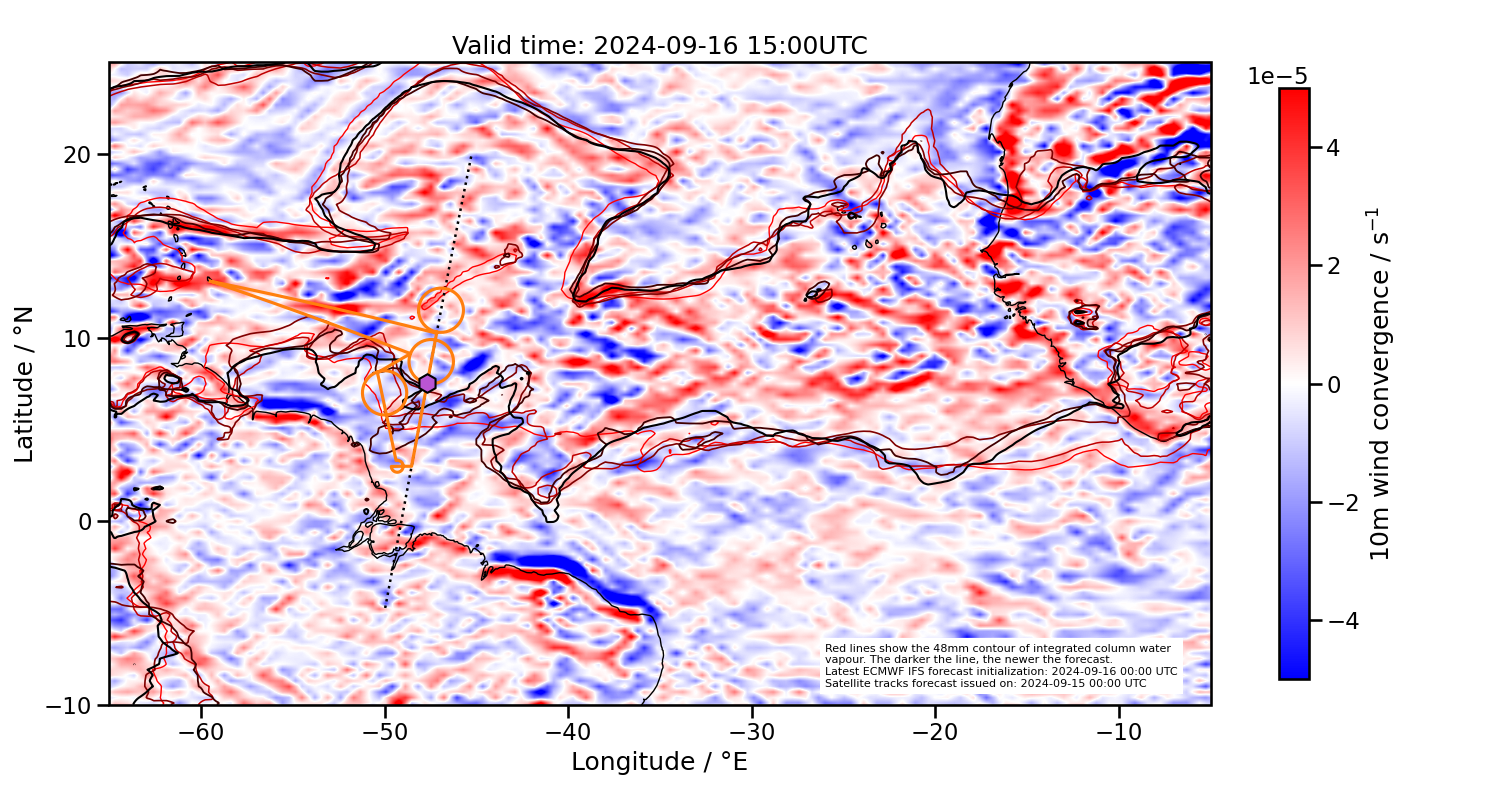 Valid time: 2024-09-16 15:00UTC
1e−5
20
10
0
−10
Latitude / °N
−60
−50
−40
−30
−20
−10
Longitude / °E
4
2
0
−2
−4
10m wind convergence / s⁻¹
Red lines show the 48mm contour of integrated column water
vapour. The darker the line, the newer the forecast.
Latest ECMWF IFS forecast initialization: 2024-09-16 00:00 UTC
Satellite tracks forecast issued on: 2024-09-15 00:00 UTC